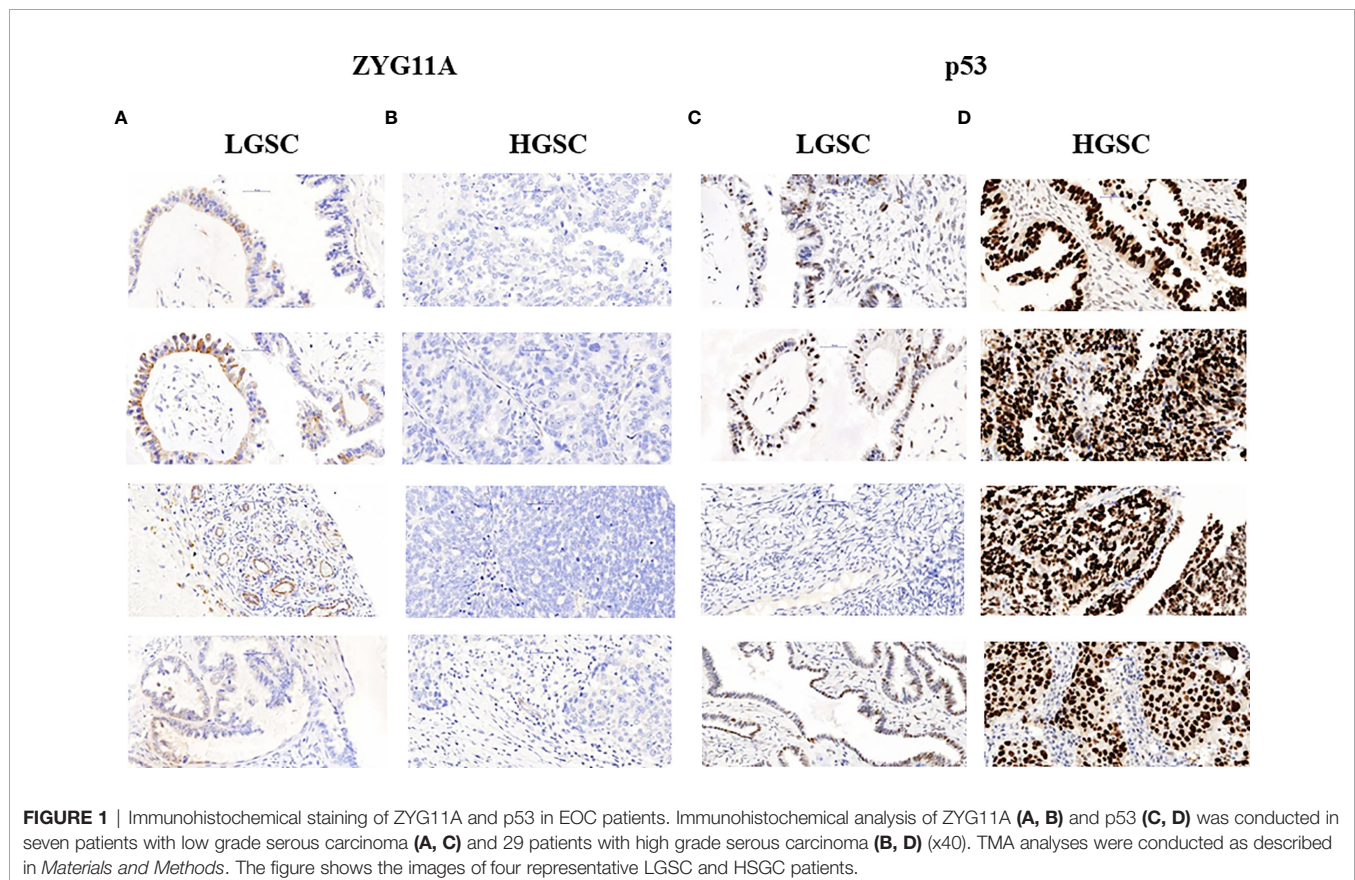 ZYG11A
p53
A
B
C
D
LGSC
HGSC
LGSC
HGSC
FIGURE 1 | Immunohistochemical staining of ZYG11A and p53 in EOC patients. Immunohistochemical analysis of ZYG11A (A, B) and p53 (C, D) was conducted in
seven patients with low grade serous carcinoma (A, C) and 29 patients with high grade serous carcinoma (B, D) (x40). TMA analyses were conducted as described
in Materials and Methods. The figure shows the images of four representative LGSC and HSGC patients.